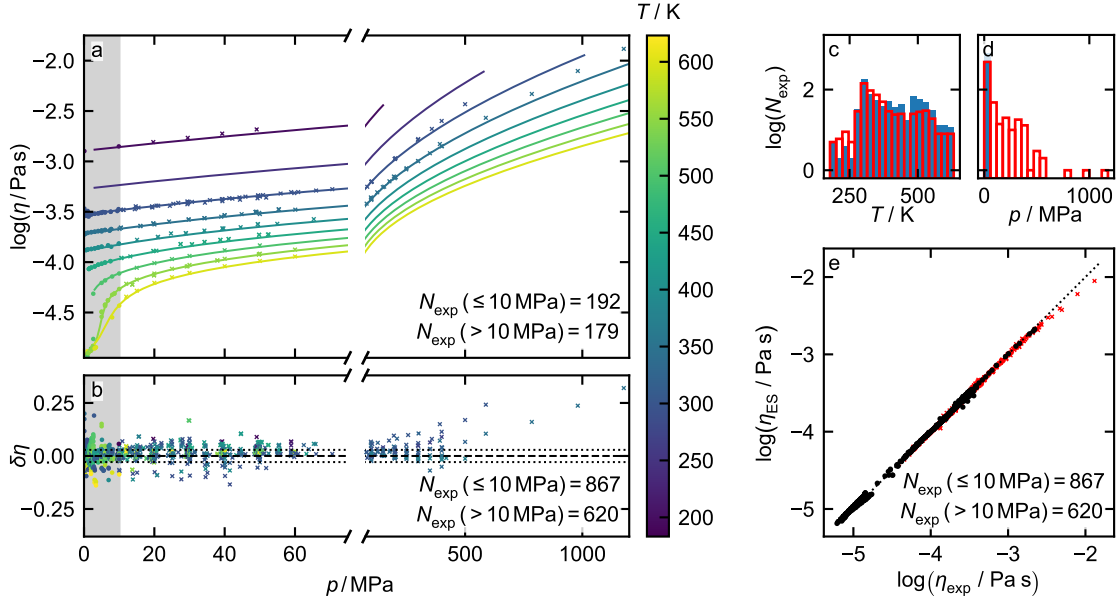 a
log(η / Pa s)
−2.0
−2.5
−3.0
−3.5
−4.0
−4.5
N_exp (≤ 10 MPa) = 192
N_exp (> 10 MPa) = 179
b
δη
0.25
0.00
−0.25
N_exp (≤ 10 MPa) = 867
N_exp (> 10 MPa) = 620
0 20 40 60 500 1000
p / MPa
T / K
600
550
500
450
400
350
300
250
200
c
log(N_exp)
2
0
250 500
T / K
d
0 1000
p / MPa
e
log(η_ES / Pa s)
−2
−3
−4
−5
N_exp (≤ 10 MPa) = 867
N_exp (> 10 MPa) = 620
−5 −4 −3 −2
log(η_exp / Pa s)